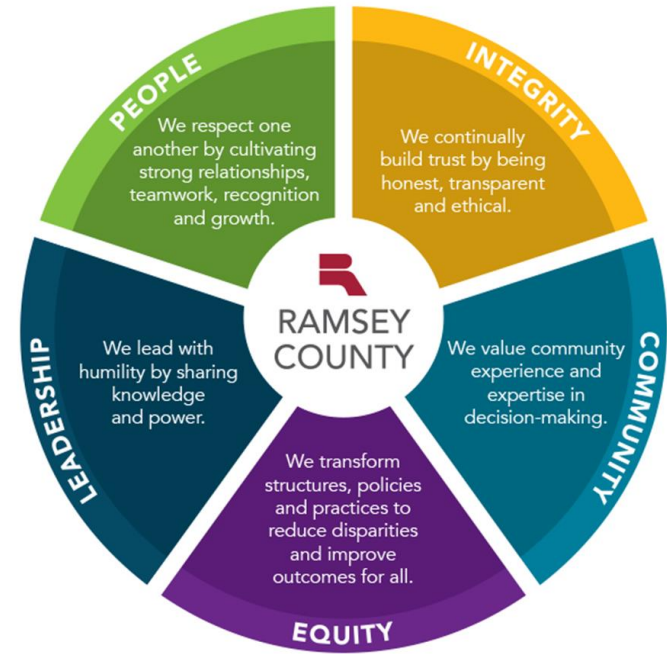 PEOPLE
We respect one
another by cultivating
strong relationships,
teamwork, recognition
and growth.
INTEGRITY
We continually
build trust by being
honest, transparent
and ethical.
RAMSEY
COUNTY
LEADERSHIP
We lead with
humility by sharing
knowledge
and power.
COMMUNITY
We value community
experience and
expertise in
decision-making.
We transform
structures, policies
and practices to
reduce disparities
and improve
outcomes for all.
EQUITY